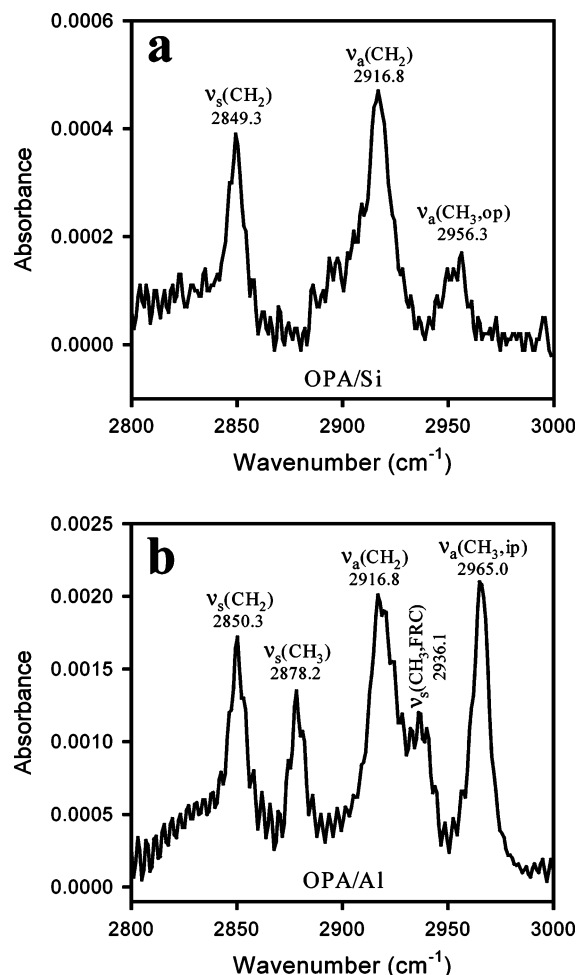 0.0006
a
νa(CH2)
2916.8
νs(CH2)
2849.3
0.0004
νa(CH3,op)
2956.3
Absorbance
0.0002
0.0000
OPA/Si
2800 2850 2900 2950 3000
Wavenumber (cm-1)
0.0025
b
νa(CH2)
2916.8
νa(CH3,ip)
2965.0
νs(CH2)
2850.3
νs(CH3)
2878.2
νs(CH3,FRC)
2936.1
0.0020
0.0015
Absorbance
0.0010
0.0005
0.0000
OPA/Al
2800 2850 2900 2950 3000
Wavenumber (cm-1)